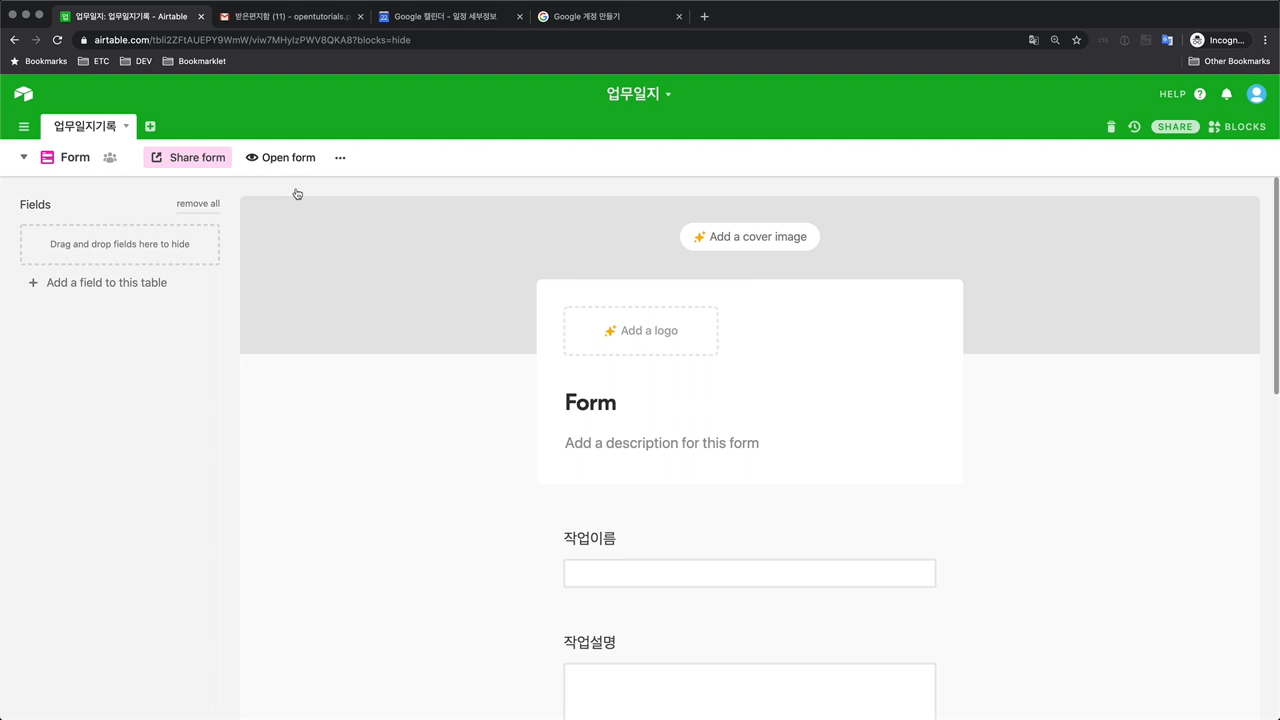 업무일지: 업무일지기록 - Airtable
받은편지함 (11) - opentutorials.p
Google 캘린더 - 일정 세부정보
Google 계정 만들기
airtable.com/tbli2ZFtAUEPY9WmW/viw7MHyIzPWV8QKA8?blocks=hide
Incogn...
Bookmarks
ETC
DEV
Bookmarklet
Other Bookmarks
업무일지
HELP
업무일지기록
SHARE
BLOCKS
Form
Share form
Open form
Fields
remove all
Drag and drop fields here to hide
+ Add a field to this table
Add a cover image
Add a logo
Form
Add a description for this form
작업이름
작업설명